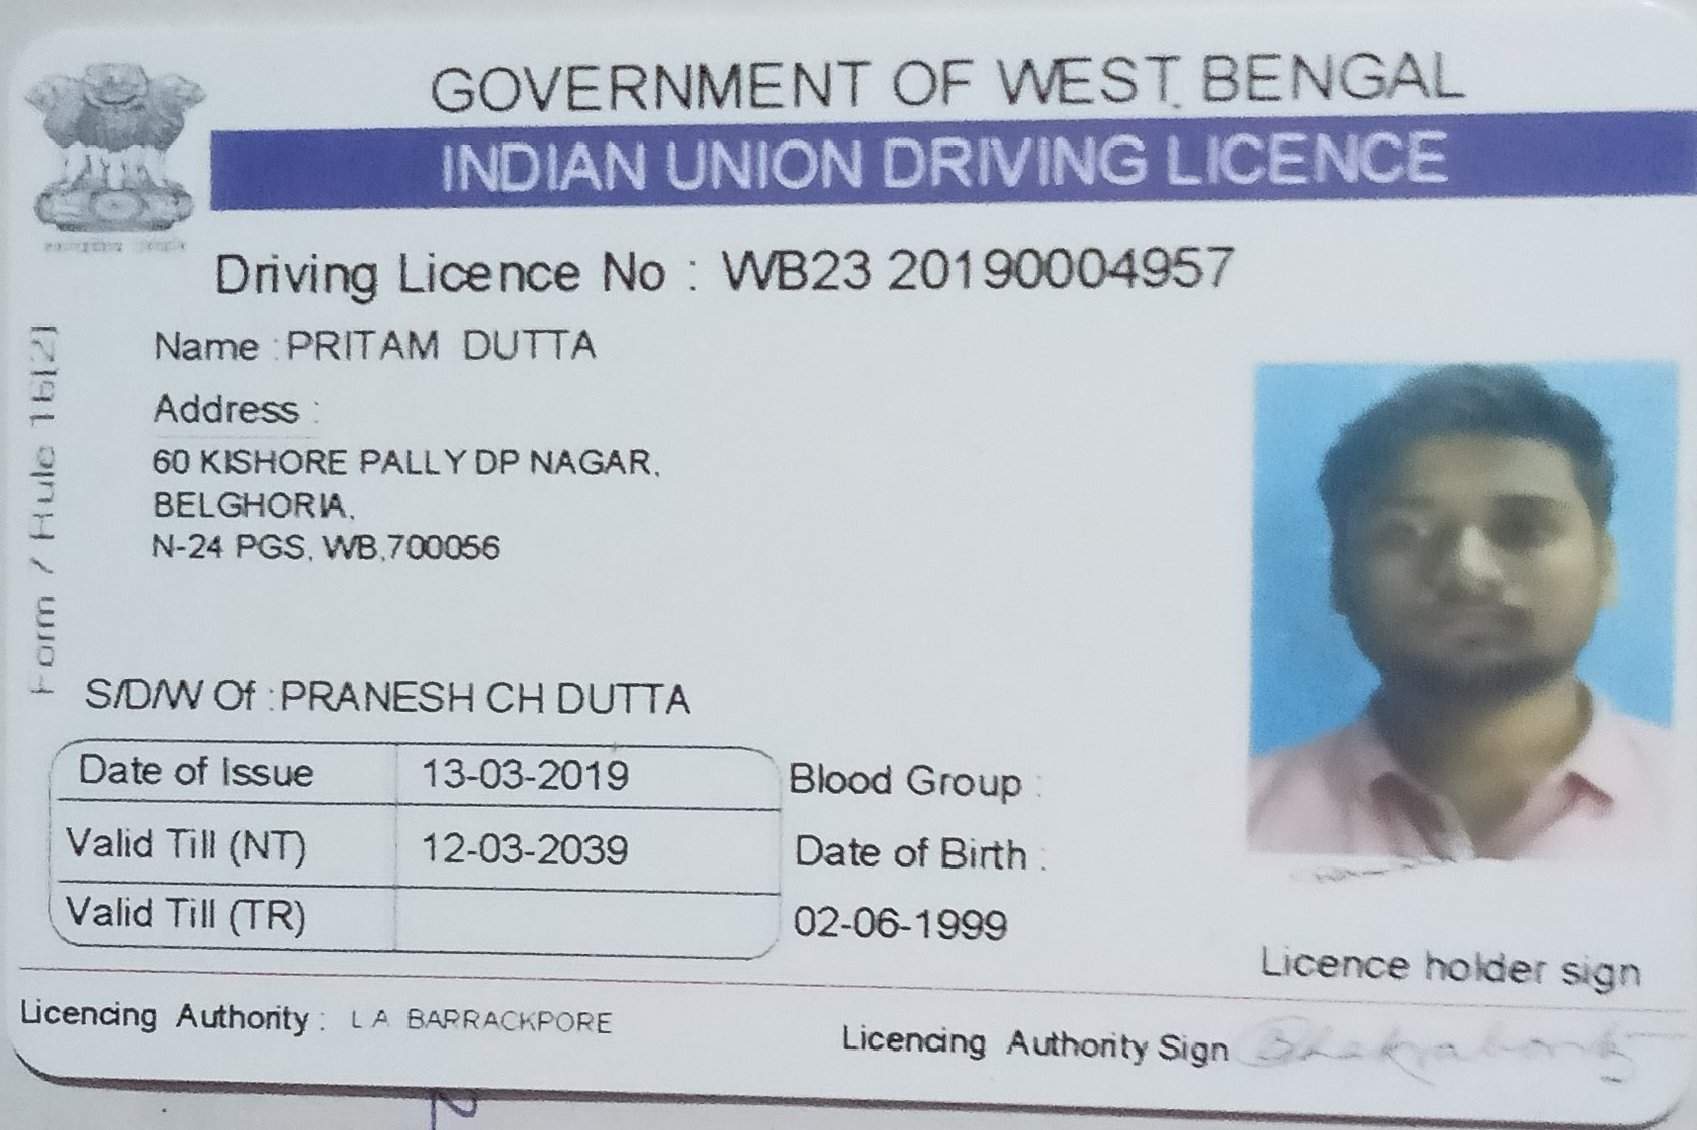 GOVERNMENT OF WEST BENGAL
INDIAN UNION DRIVING LICENCE
Driving Licence No : WB23 20190004957
Name : PRITAM DUTTA
Address :
60 KISHORE PALLY DP NAGAR,
BELGHORIA,
N-24 PGS, WB,700056
Form 7 / Rule 16(2)
S/D/W Of : PRANESH CH DUTTA
Date of Issue 13-03-2019
Valid Till (NT) 12-03-2039
Valid Till (TR)
Blood Group :
Date of Birth :
02-06-1999
Licence holder sign
Licencing Authority : LA BARRACKPORE
Licencing Authority Sign